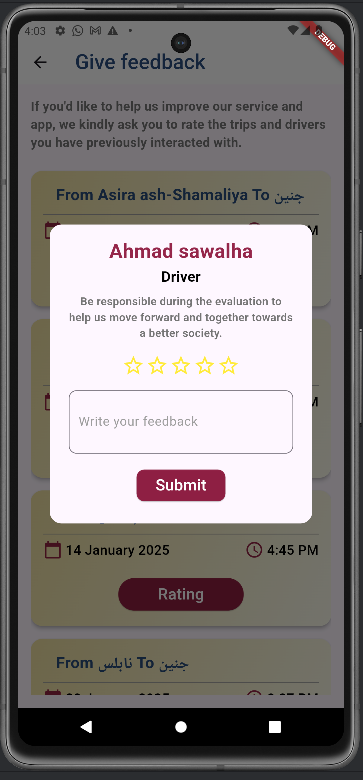 4:03
DEBUG
Give feedback
If you'd like to help us improve our service and
app, we kindly ask you to rate the trips and drivers
you have previously interacted with.
From Asira ash-Shamaliya To جنين
M
Ahmad sawalha
Driver
Be responsible during the evaluation to
help us move forward and together towards
a better society.
Write your feedback
Submit
14 January 2025 4:45 PM
Rating
From نابلس To جنين